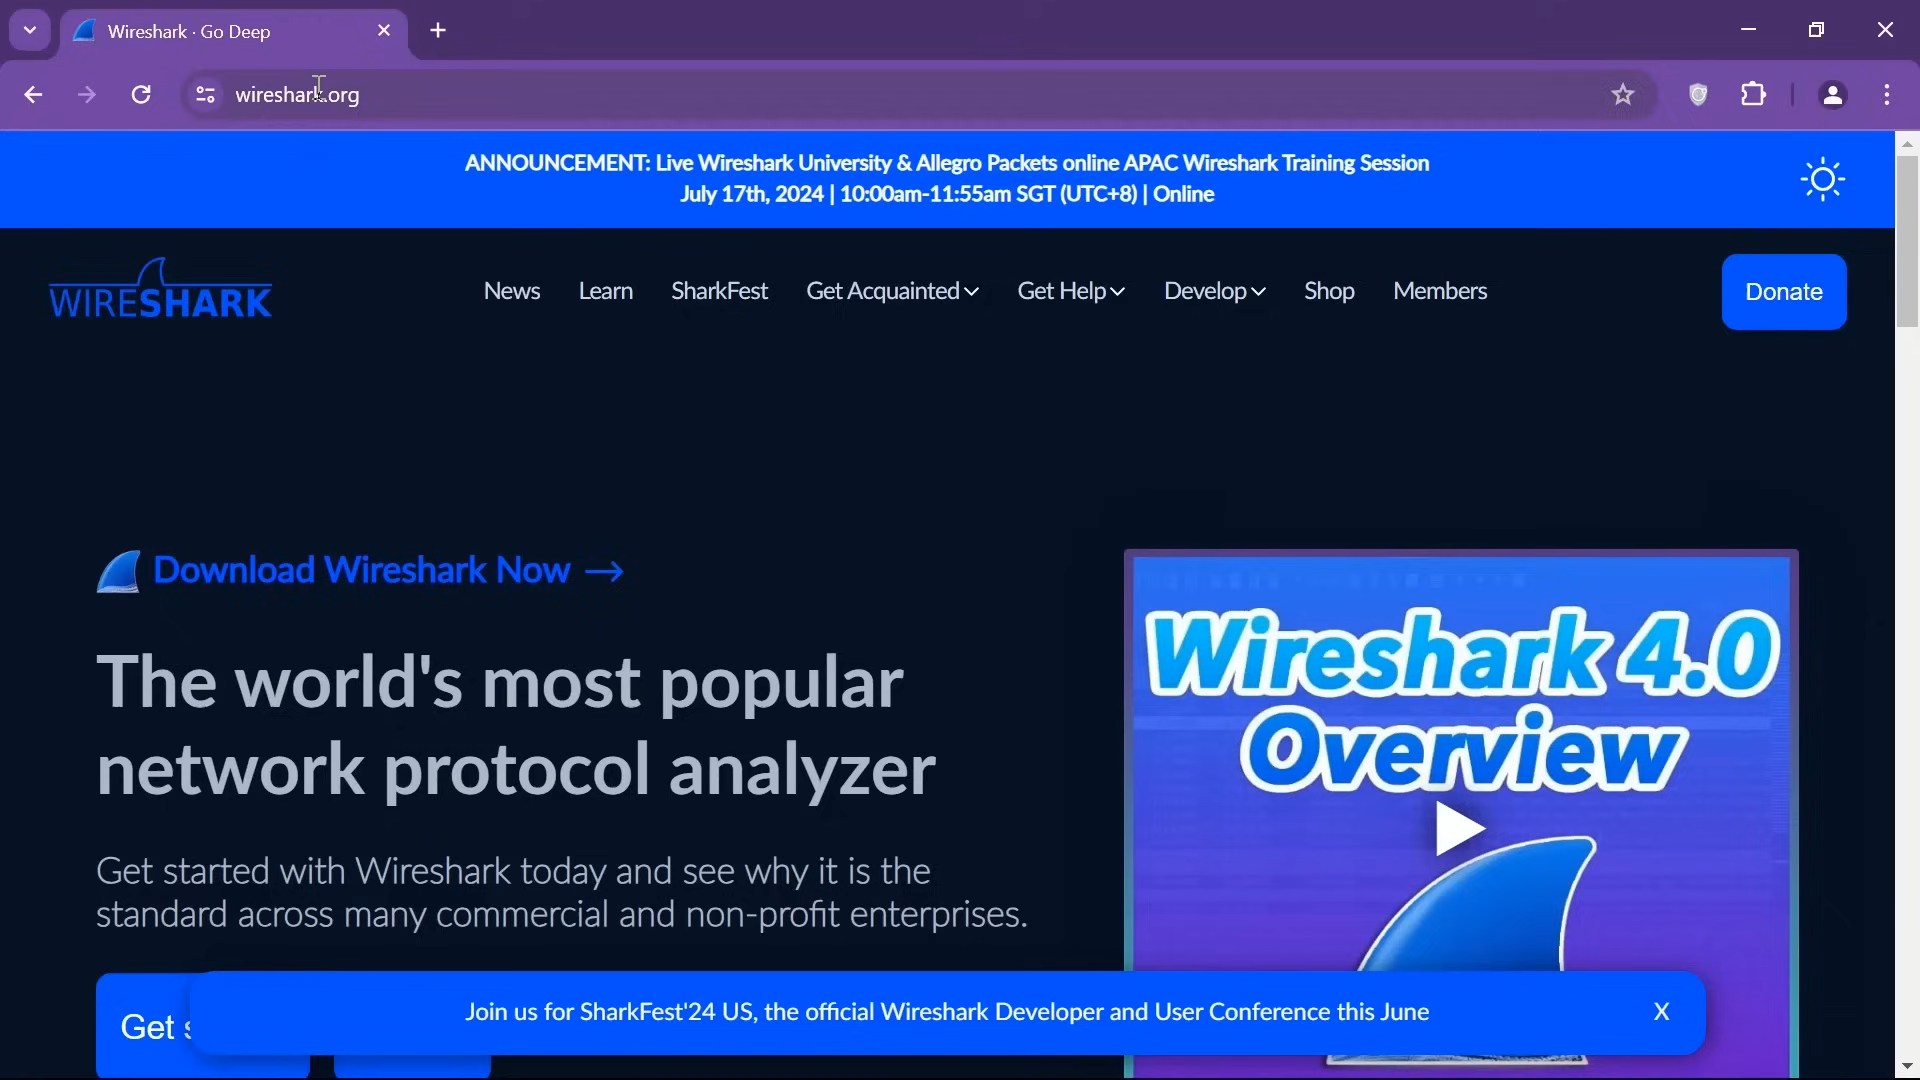 Wireshark · Go Deep
wireshark.org
ANNOUNCEMENT: Live Wireshark University & Allegro Packets online APAC Wireshark Training Session
July 17th, 2024 | 10:00am-11:55am SGT (UTC+8) | Online
WIRESHARK
News Learn SharkFest Get Acquainted Get Help Develop Shop Members Donate
Download Wireshark Now →
The world's most popular
network protocol analyzer
Get started with Wireshark today and see why it is the
standard across many commercial and non-profit enterprises.
Wireshark 4.0
Overview
Get
Join us for SharkFest'24 US, the official Wireshark Developer and User Conference this June X